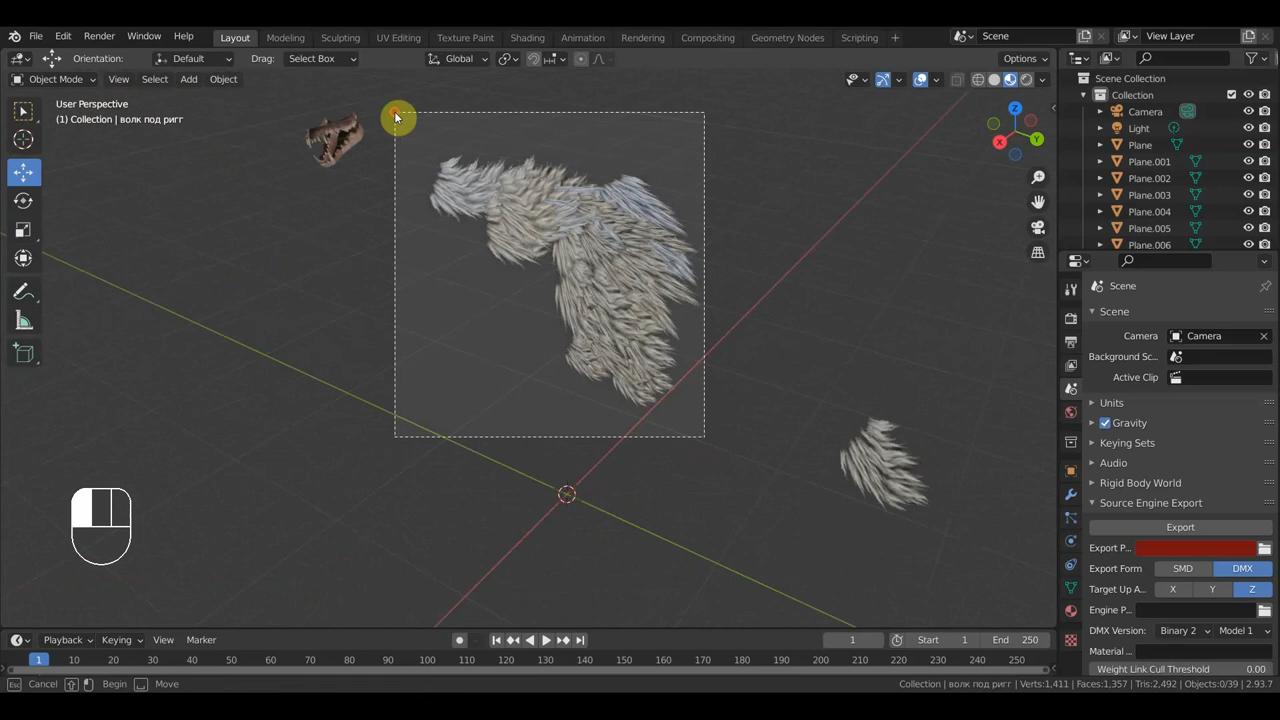 File Edit Render Window Help Layout Modeling Sculpting UV Editing Texture Paint Shading Animation Rendering Compositing Geometry Nodes Scripting + Scene View Layer
Orientation: Default Drag: Select Box Global Options
Object Mode View Select Add Object
User Perspective
(1) Collection | волк под ригг
Z
Y
X
Scene Collection
Collection
Camera
Light
Plane
Plane.001
Plane.002
Plane.003
Plane.004
Plane.005
Plane.006
Scene
Scene
Camera Camera
Background Sc...
Active Clip
Units
Gravity
Keying Sets
Audio
Rigid Body World
Source Engine Export
Export
Export P...
Export Form SMD DMX
Target Up A... X Y Z
Engine P...
DMX Version: Binary 2 Model 1
Material ...
Weight Link Cull Threshold 0.00
Playback Keying View Marker 1 Start 1 End 250
1 10 20 30 40 50 60 70 80 90 100 110 120 130 140 150 160 170 180 190 200 210 220 230 240 250
Esc Cancel Begin Move Collection | волк под ригг | Verts:1,411 | Faces:1,357 | Tris:2,492 | Objects:0/39 | 2.93.7